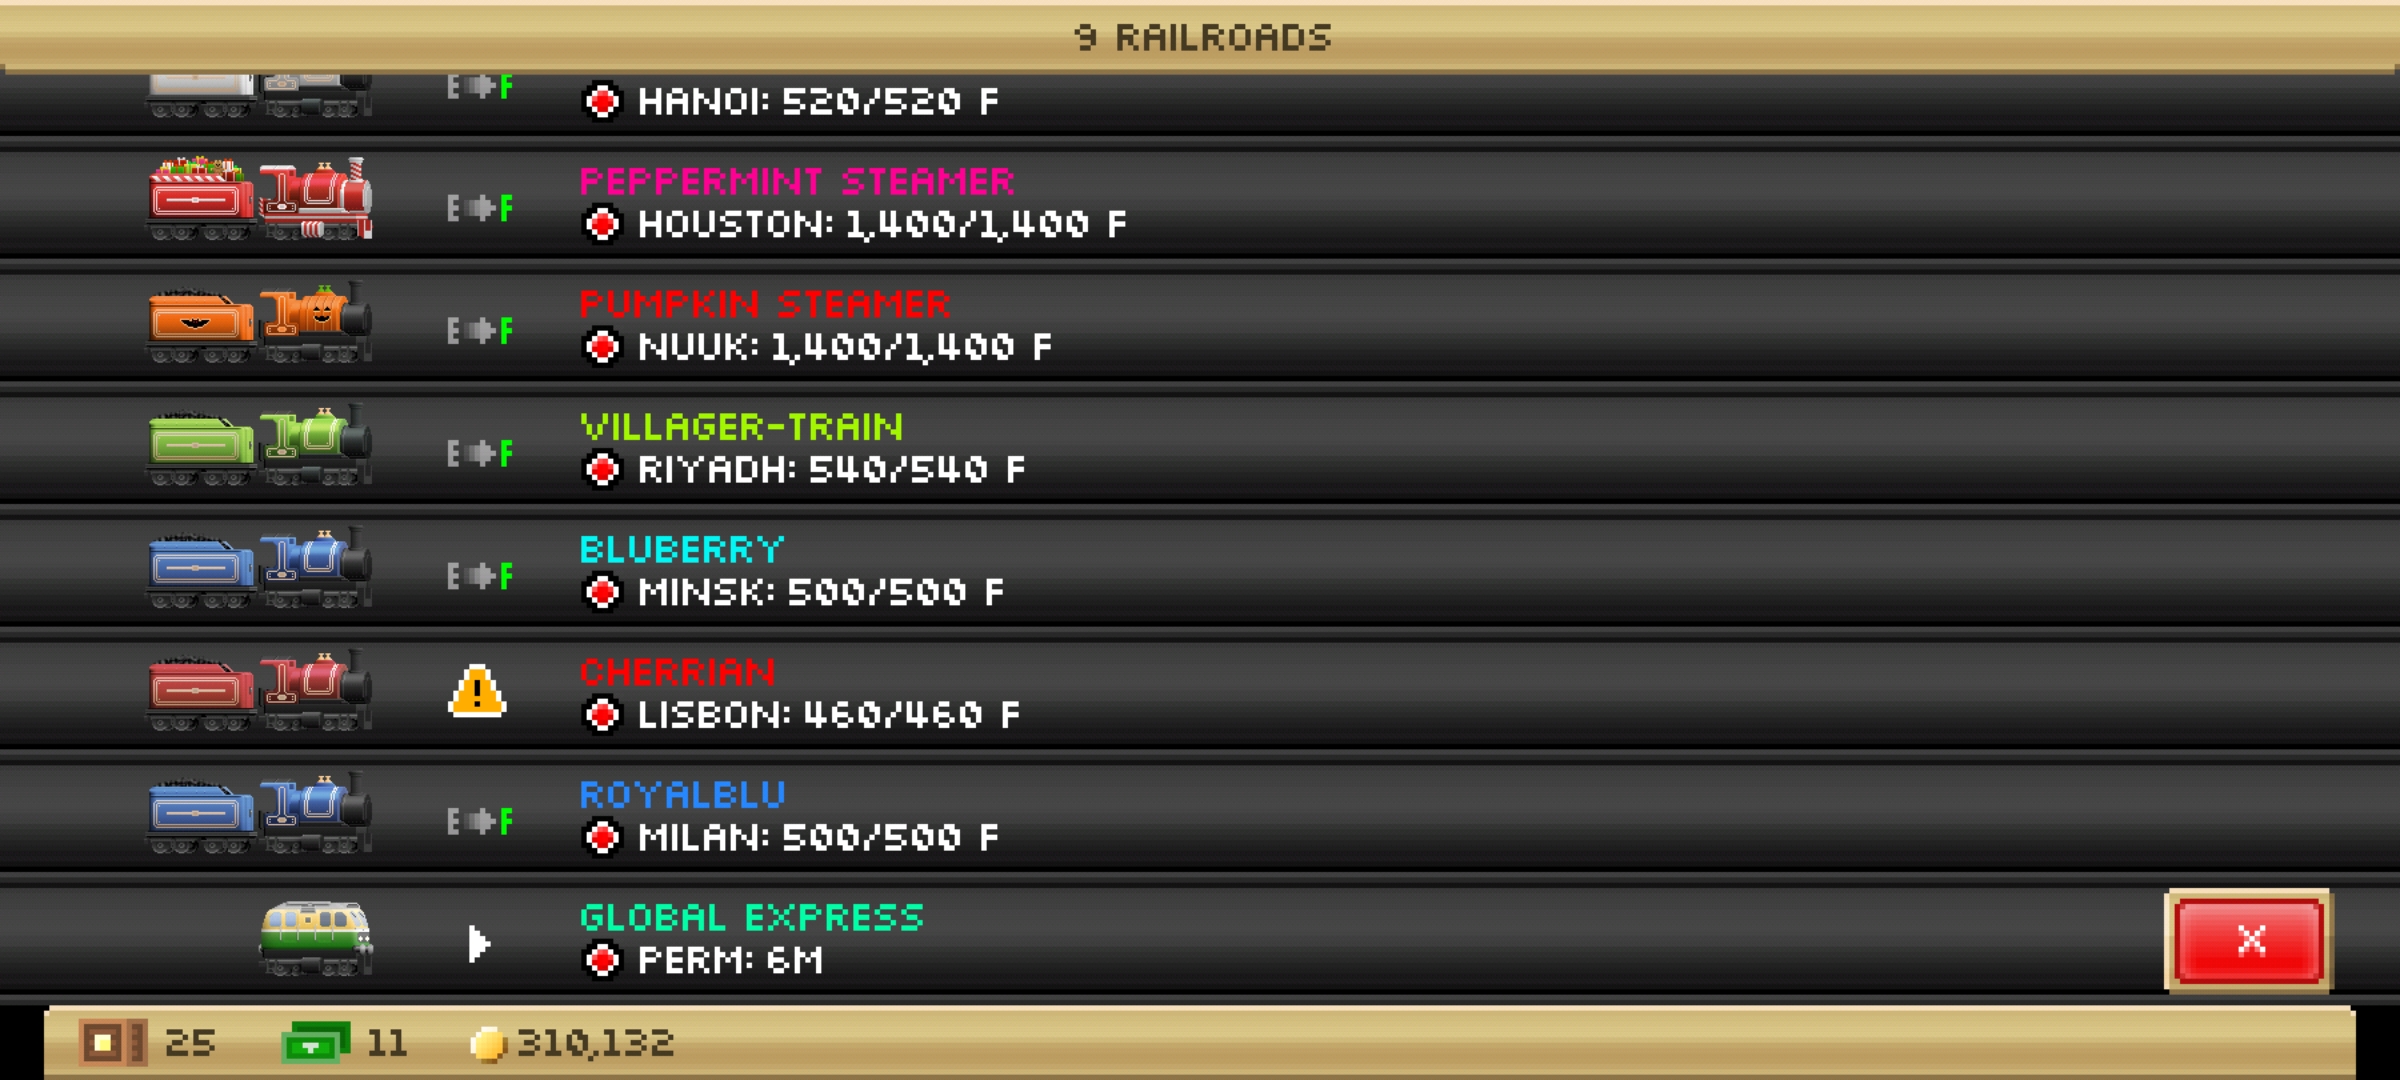 9 RAILROADS
E F
HANOI: 520/520 F
PEPPERMINT STEAMER
E F
HOUSTON: 1,400/1,400 F
PUMPKIN STEAMER
E F
NUUK: 1,400/1,400 F
VILLAGER-TRAIN
E F
RIYADH: 540/540 F
BLUBERRY
E F
MINSK: 500/500 F
CHERRIAN
!
LISBON: 460/460 F
ROYALBLU
E F
MILAN: 500/500 F
GLOBAL EXPRESS
PERM: 6M
X
25 11 310,132